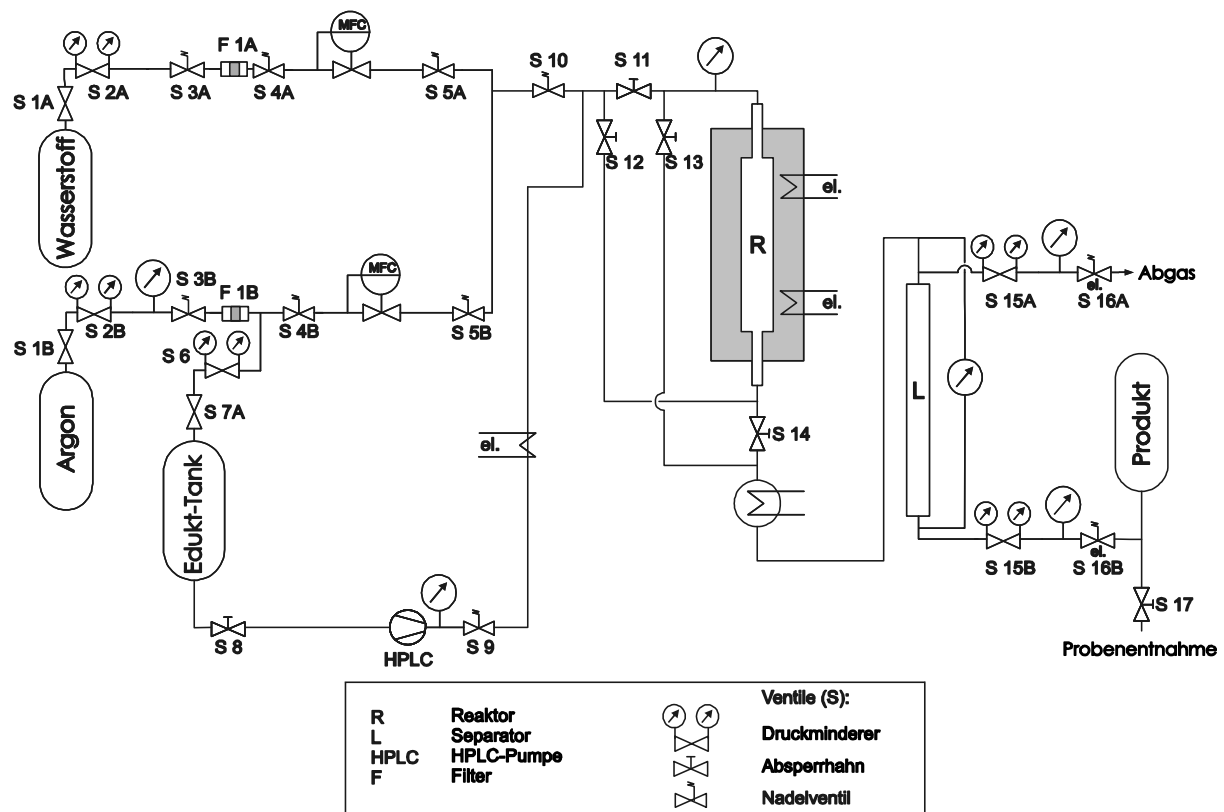 MFC
F 1A
S 1A
S 2A
S 3A
S 4A
S 5A
S 10
S 11
S 12
S 13
Wasserstoff
el.
R
el.
MFC
S 3B
F 1B
S 2B
S 4B
S 5B
S 1B
S 6
S 7A
Argon
Edukt-Tank
el.
S 14
L
S 15A
el.
S 16A
Abgas
Produkt
S 15B
el.
S 16B
S 17
Probenentnahme
S 8
HPLC
S 9
Ventile (S):
R Reaktor
L Separator
HPLC HPLC-Pumpe
F Filter
Druckminderer
Absperrhahn
Nadelventil